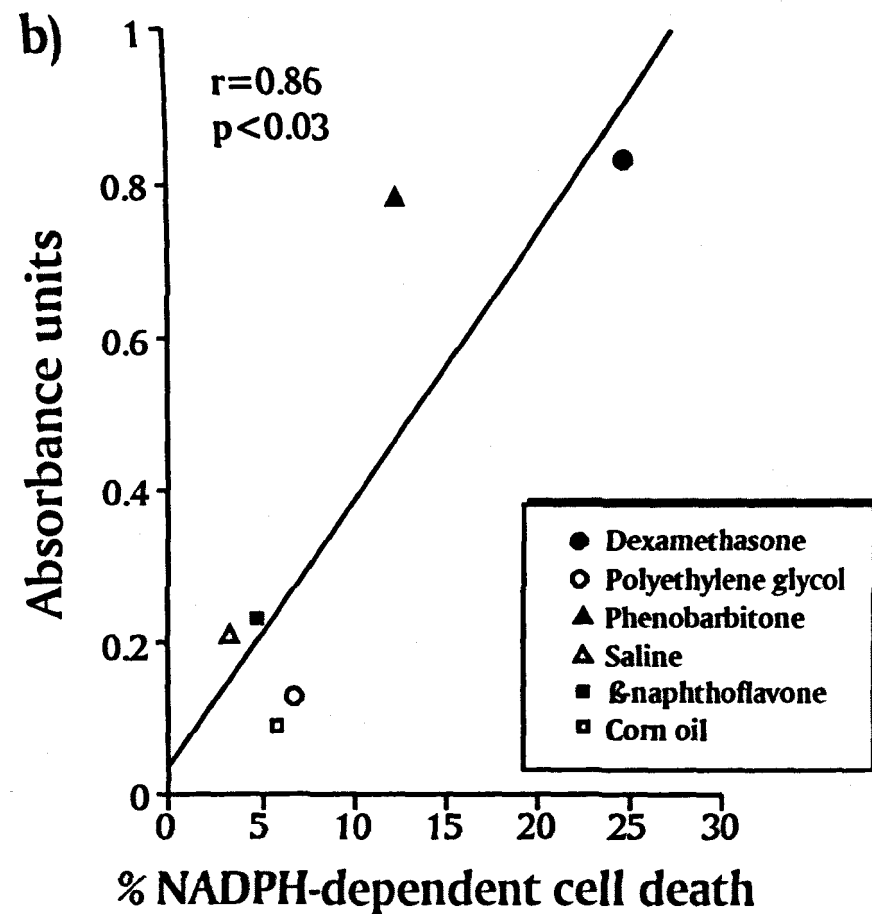 b)
r=0.86
p<0.03
Absorbance units
1
0.8
0.6
0.4
0.2
0
0 5 10 15 20 25 30
% NADPH-dependent cell death
Dexamethasone
Polyethylene glycol
Phenobarbitone
Saline
ß-naphthoflavone
Corn oil